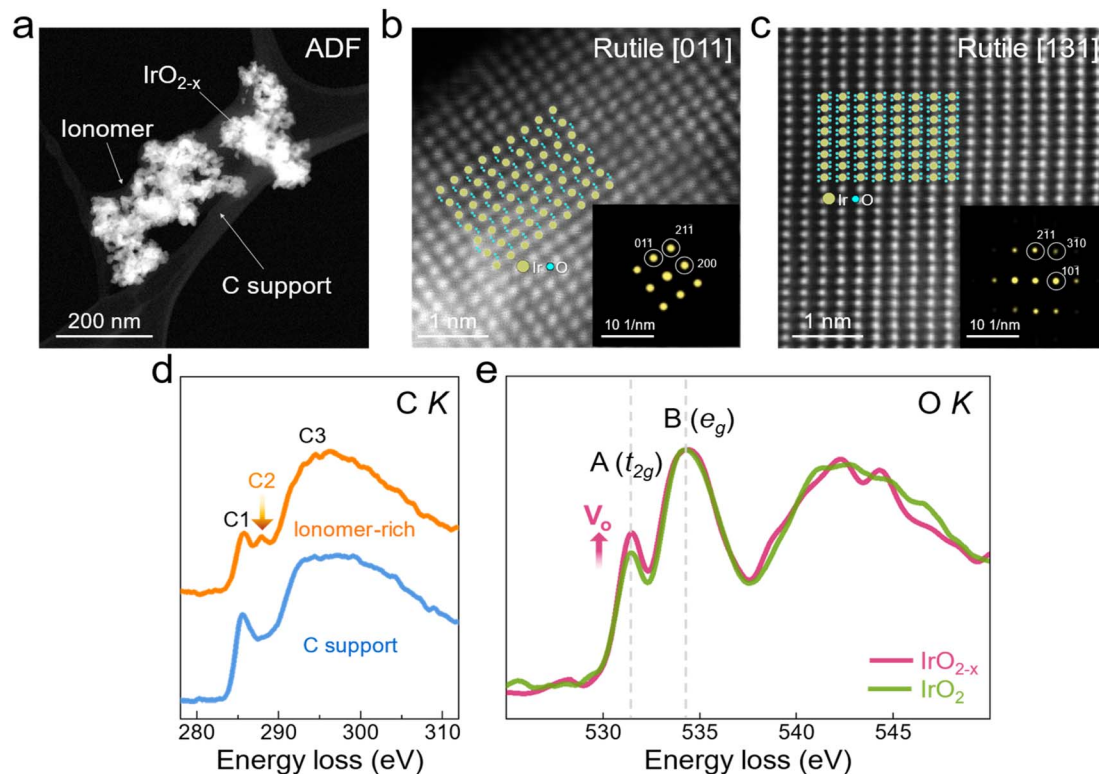 a
ADF
IrO2-x
Ionomer
C support
200 nm
b
Rutile [011]
Ir
O
011
211
200
1 nm
10 1/nm
c
Rutile [131]
Ir
O
211
310
101
1 nm
10 1/nm
d
C K
C3
C2
C1
Ionomer-rich
C support
280 290 300 310
Energy loss (eV)
e
O K
B (eg)
A (t2g)
Vo
IrO2-x
IrO2
530 535 540 545
Energy loss (eV)